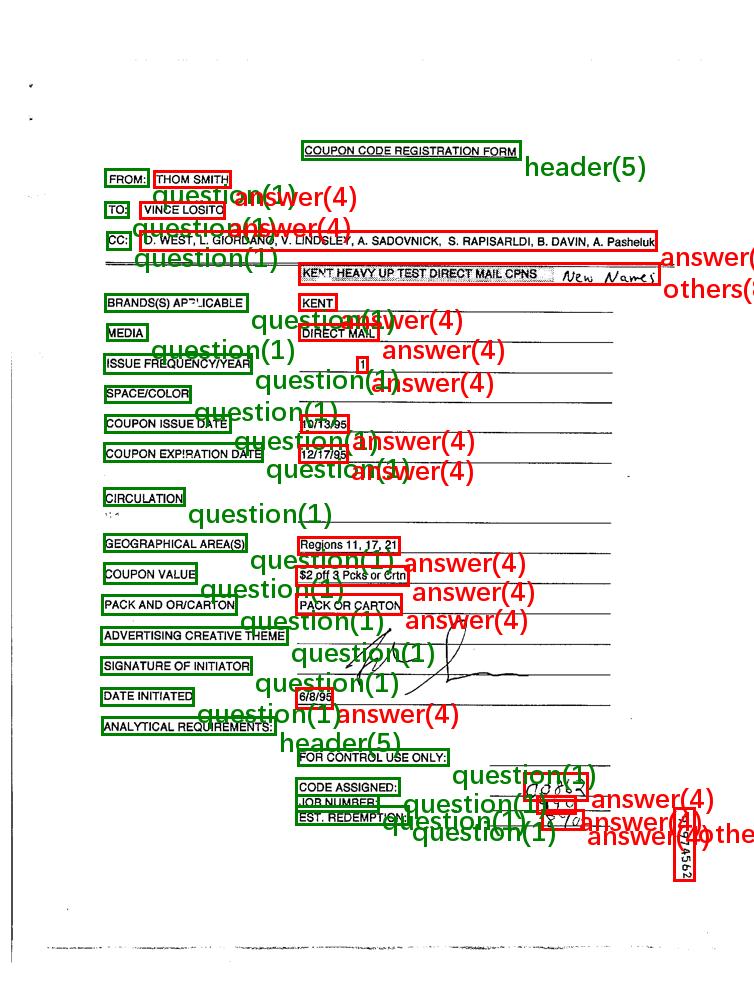 COUPON CODE REGISTRATION FORM
header(5)
FROM: THOM SMITH
question(1) answer(4)
TO: VINCE LOSITO
question(1) answer(4)
CC: D. WEST, L. GIORDANO, V. LINDSLEY, A. SADOVNICK, S. RAPISARLDI, B. DAVIN, A. Pasheluk
question(1) answer(
KENT HEAVY UP TEST DIRECT MAIL CPNS New Names
others(8
BRANDS(S) APPLICABLE KENT
question(1) answer(4)
MEDIA DIRECT MAIL
question(1) answer(4)
ISSUE FREQUENCY/YEAR 1
question(1) answer(4)
SPACE/COLOR
question(1)
COUPON ISSUE DATE 10/13/95
question(1) answer(4)
COUPON EXPIRATION DATE 12/17/95
question(1) answer(4)
CIRCULATION
question(1)
GEOGRAPHICAL AREA(S) Regions 11, 17, 21
question(1) answer(4)
COUPON VALUE $2 off 3 Pcks or Crtn
question(1) answer(4)
PACK AND OR/CARTON PACK OR CARTON
question(1) answer(4)
ADVERTISING CREATIVE THEME
question(1)
SIGNATURE OF INITIATOR
question(1)
DATE INITIATED 6/8/95
question(1) answer(4)
ANALYTICAL REQUIREMENTS:
header(5)
FOR CONTROL USE ONLY:
question(1)
CODE ASSIGNED:
question(1) answer(4)
JOB NUMBER:
question(1) answer(4)
EST. REDEMPTION:
question(1) answer(4) othe